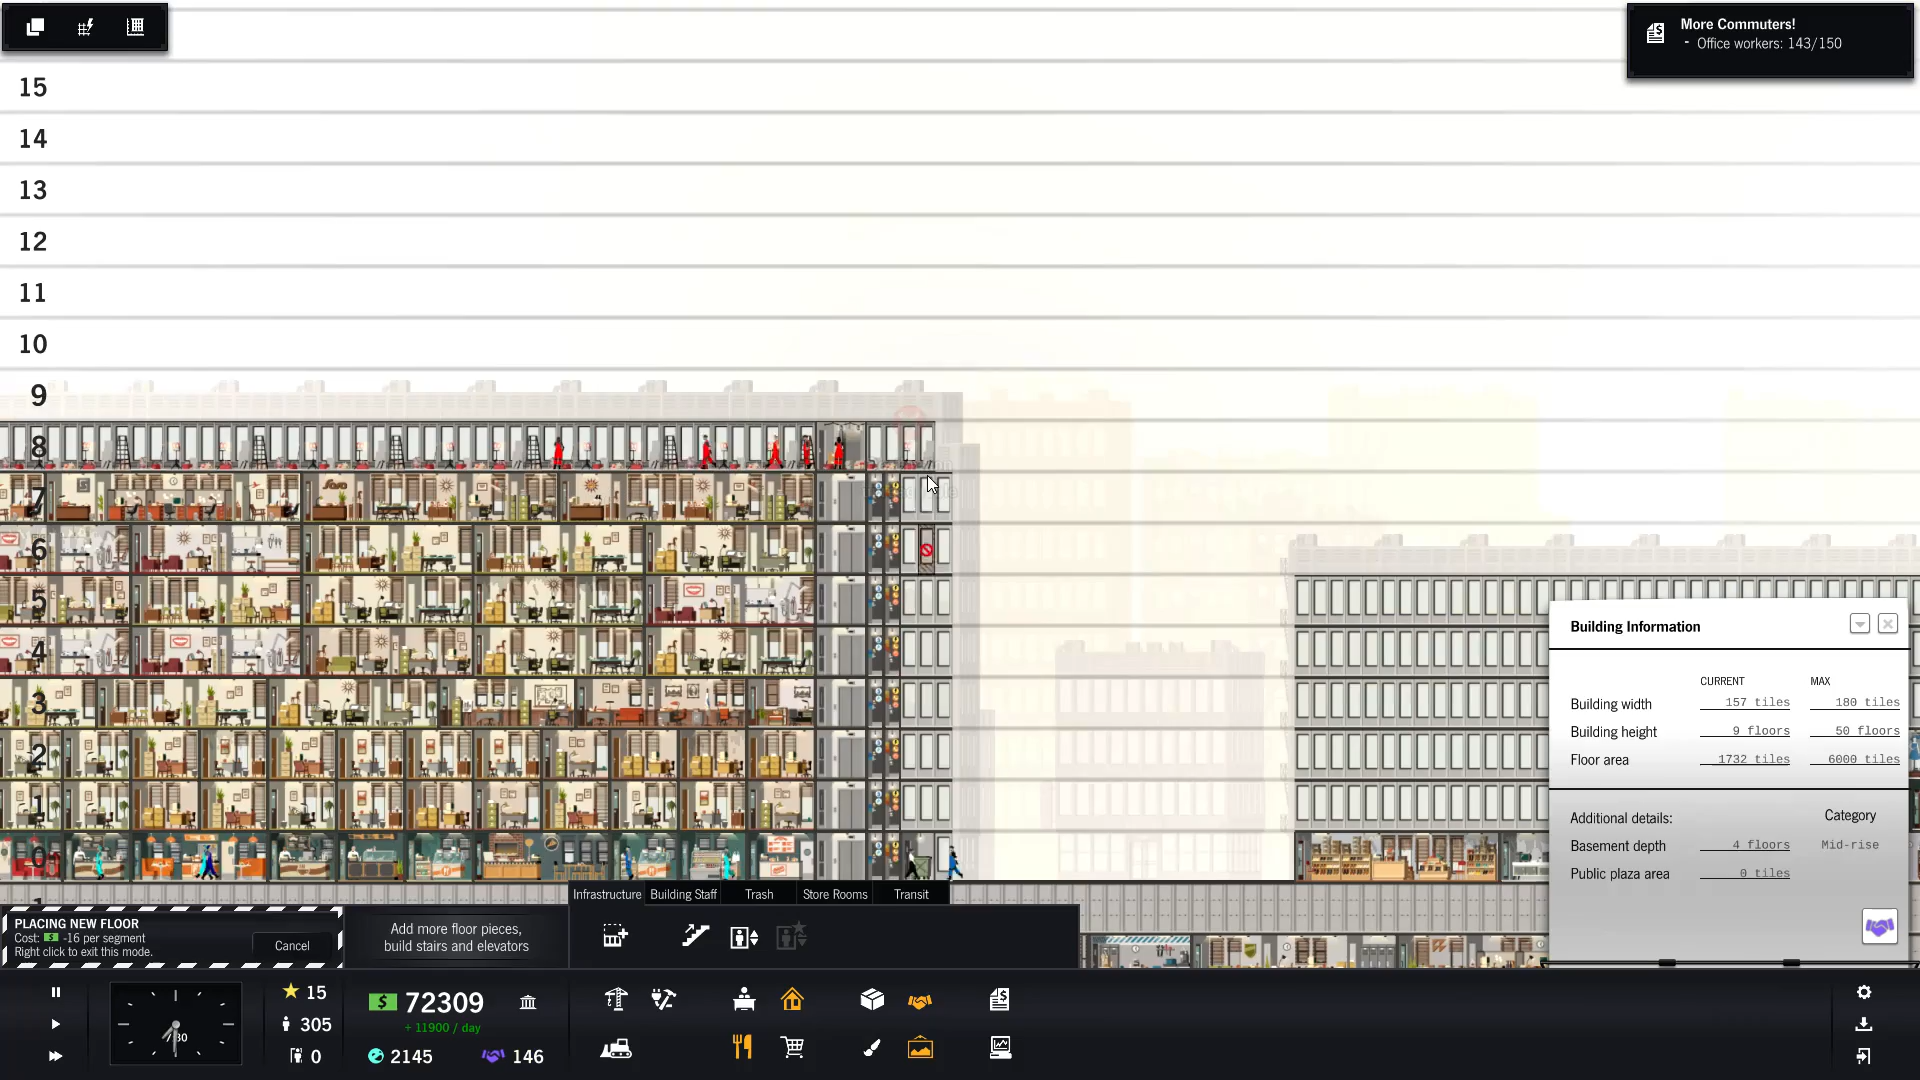 More Commuters!
- Office workers: 143/150
15
14
13
12
11
10
9
8
7
6
5
4
3
2
1
0
Building Information
CURRENT MAX
Building width 157 tiles 180 tiles
Building height 9 floors 50 floors
Floor area 1732 tiles 6000 tiles
Additional details: Category
Basement depth 4 floors Mid-rise
Public plaza area 0 tiles
Infrastructure Building Staff Trash Store Rooms Transit
PLACING NEW FLOOR
Cost: $ -16 per segment
Right click to exit this mode.
Cancel
Add more floor pieces,
build stairs and elevators
15
305
0
$ 72309
+ 11900 / day
2145 146